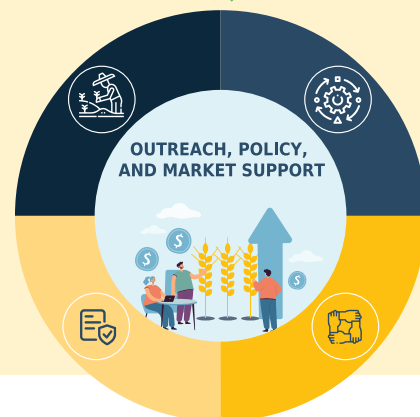 OUTREACH, POLICY,
AND MARKET SUPPORT
$
$
$